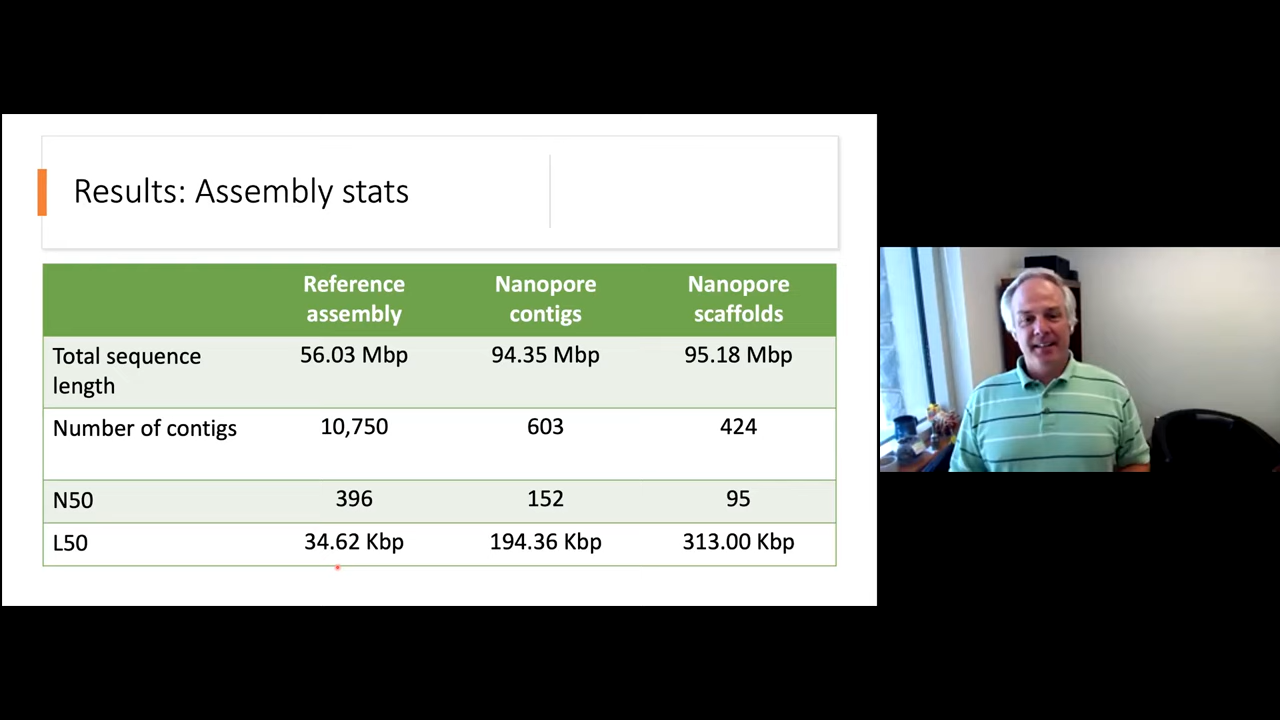 Results: Assembly stats
Reference assembly Nanopore contigs Nanopore scaffolds
Total sequence length 56.03 Mbp 94.35 Mbp 95.18 Mbp
Number of contigs 10,750 603 424
N50 396 152 95
L50 34.62 Kbp 194.36 Kbp 313.00 Kbp